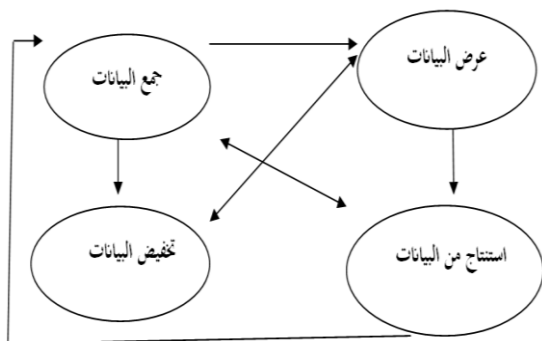 عرض البيانات
جمع البيانات
استنتاج من البيانات
تخفيض البيانات